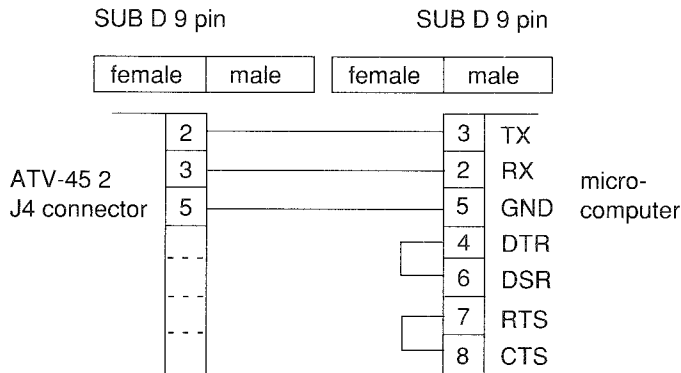 SUB D 9 pin SUB D 9 pin
female male female male
2 3 TX
3 2 RX
ATV-45 2 micro-
J4 connector 5 5 GND computer
4 DTR
6 DSR
7 RTS
8 CTS